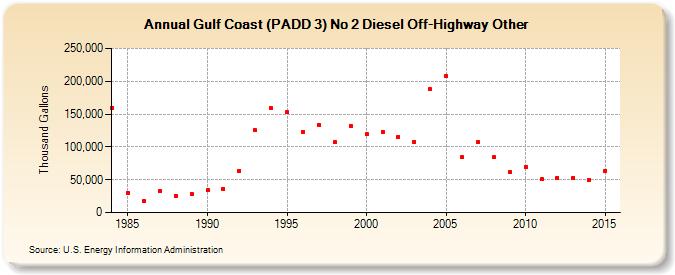 Annual Gulf Coast (PADD 3) No 2 Diesel Off-Highway Other
Thousand Gallons
250,000
200,000
150,000
100,000
50,000
0
1985 1990 1995 2000 2005 2010 2015
Source: U.S. Energy Information Administration